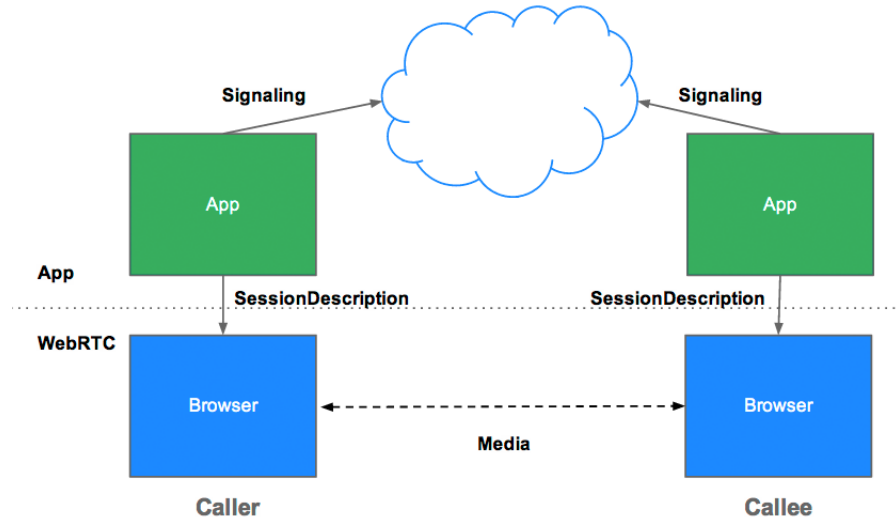 Signaling
Signaling
App
App
App
SessionDescription
SessionDescription
WebRTC
Browser
Browser
Media
Caller
Callee